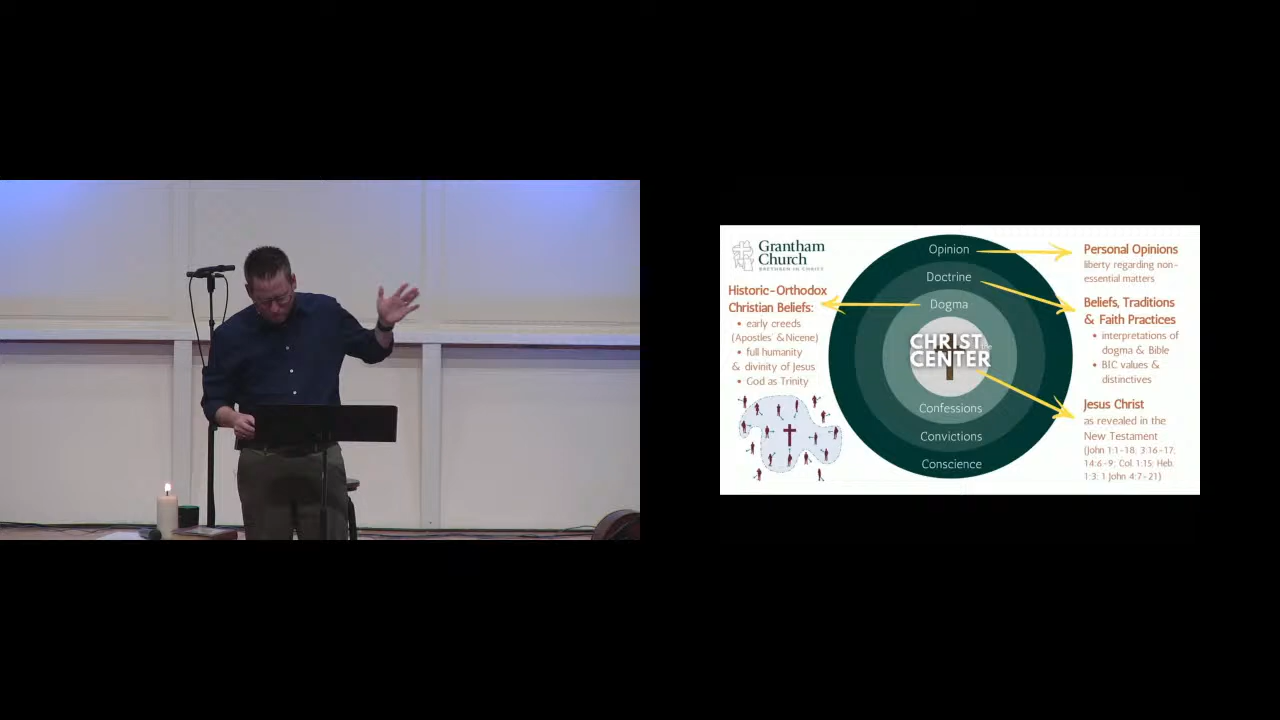 Grantham
Church
BRETHREN IN CHRIST
Historic-Orthodox
Christian Beliefs:
• early creeds
(Apostles' & Nicene)
• full humanity
& divinity of Jesus
• God as Trinity
Opinion
Doctrine
Dogma
CHRIST the
CENTER
Confessions
Convictions
Conscience
Personal Opinions
liberty regarding non-
essential matters
Beliefs, Traditions
& Faith Practices
• interpretations of
dogma & Bible
• BIC values &
distinctives
Jesus Christ
as revealed in the
New Testament
(John 1:1-18; 3:16-17;
14:6-9; Col. 1:15; Heb.
1:3; 1 John 4:7-21)